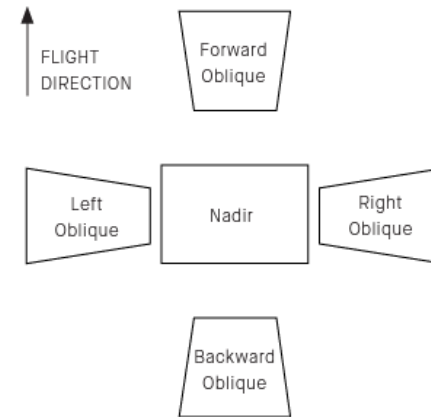 FLIGHT
DIRECTION
Forward
Oblique
Left
Oblique
Nadir
Right
Oblique
Backward
Oblique